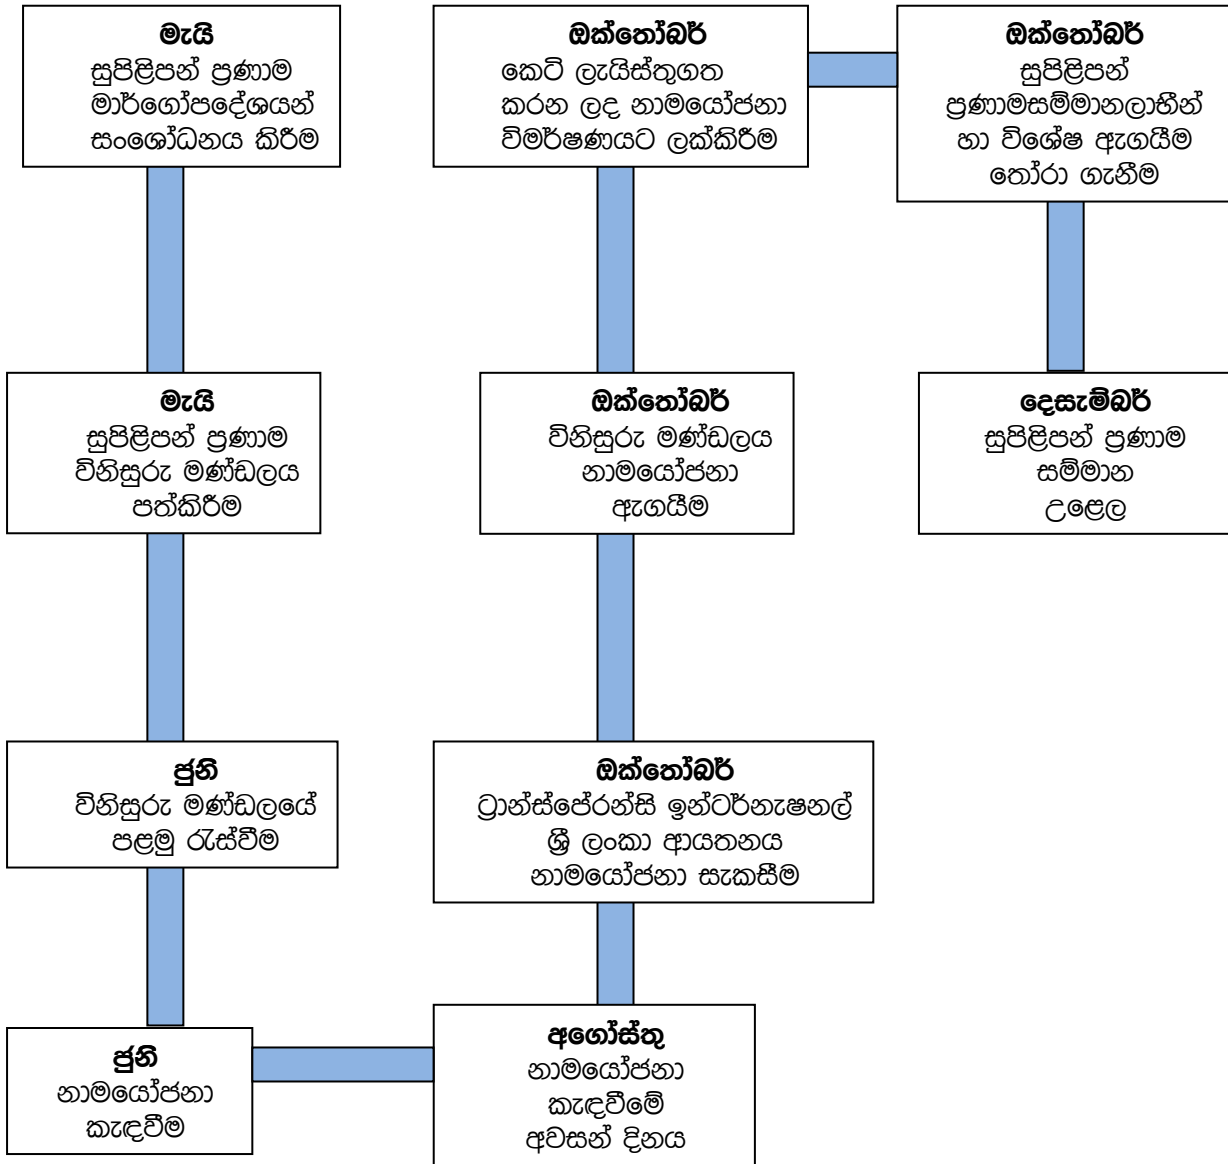 මැයි
සුපිළිපන් ප්‍රණාම
මාර්ගෝපදේශයන්
සංශෝධනය කිරීම
මැයි
සුපිළිපන් ප්‍රණාම
විනිසුරු මණ්ඩලය
පත්කිරීම
ජුනි
විනිසුරු මණ්ඩලයේ
පළමු රැස්වීම
ජුනි
නාමයෝජනා
කැඳවීම
අගෝස්තු
නාමයෝජනා
කැඳවීමේ
අවසන් දිනය
ඔක්තෝබර්
ට්‍රාන්ස්පේරන්සි ඉන්ටර්නැෂනල්
ශ්‍රී ලංකා ආයතනය
නාමයෝජනා සැකසීම
ඔක්තෝබර්
විනිසුරු මණ්ඩලය
නාමයෝජනා
ඇගයීම
ඔක්තෝබර්
කෙටි ලැයිස්තුගත
කරන ලද නාමයෝජනා
විමර්ෂණයට ලක්කිරීම
ඔක්තෝබර්
සුපිළිපන්
ප්‍රණාමසම්මානලාභීන්
හා විශේෂ ඇගයීම
තෝරා ගැනීම
දෙසැම්බර්
සුපිළිපන් ප්‍රණාම
සම්මාන
උළෙල